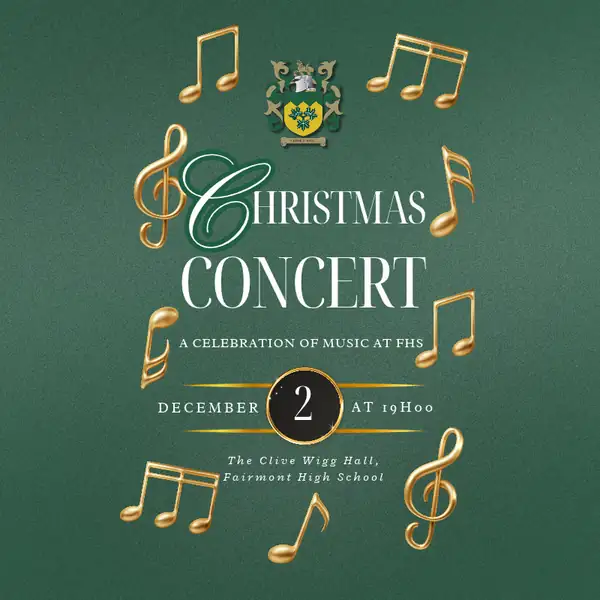 CHRISTMAS
CONCERT
A CELEBRATION OF MUSIC AT FHS
DECEMBER 2 AT 19H00
The Clive Wigg Hall,
Fairmont High School